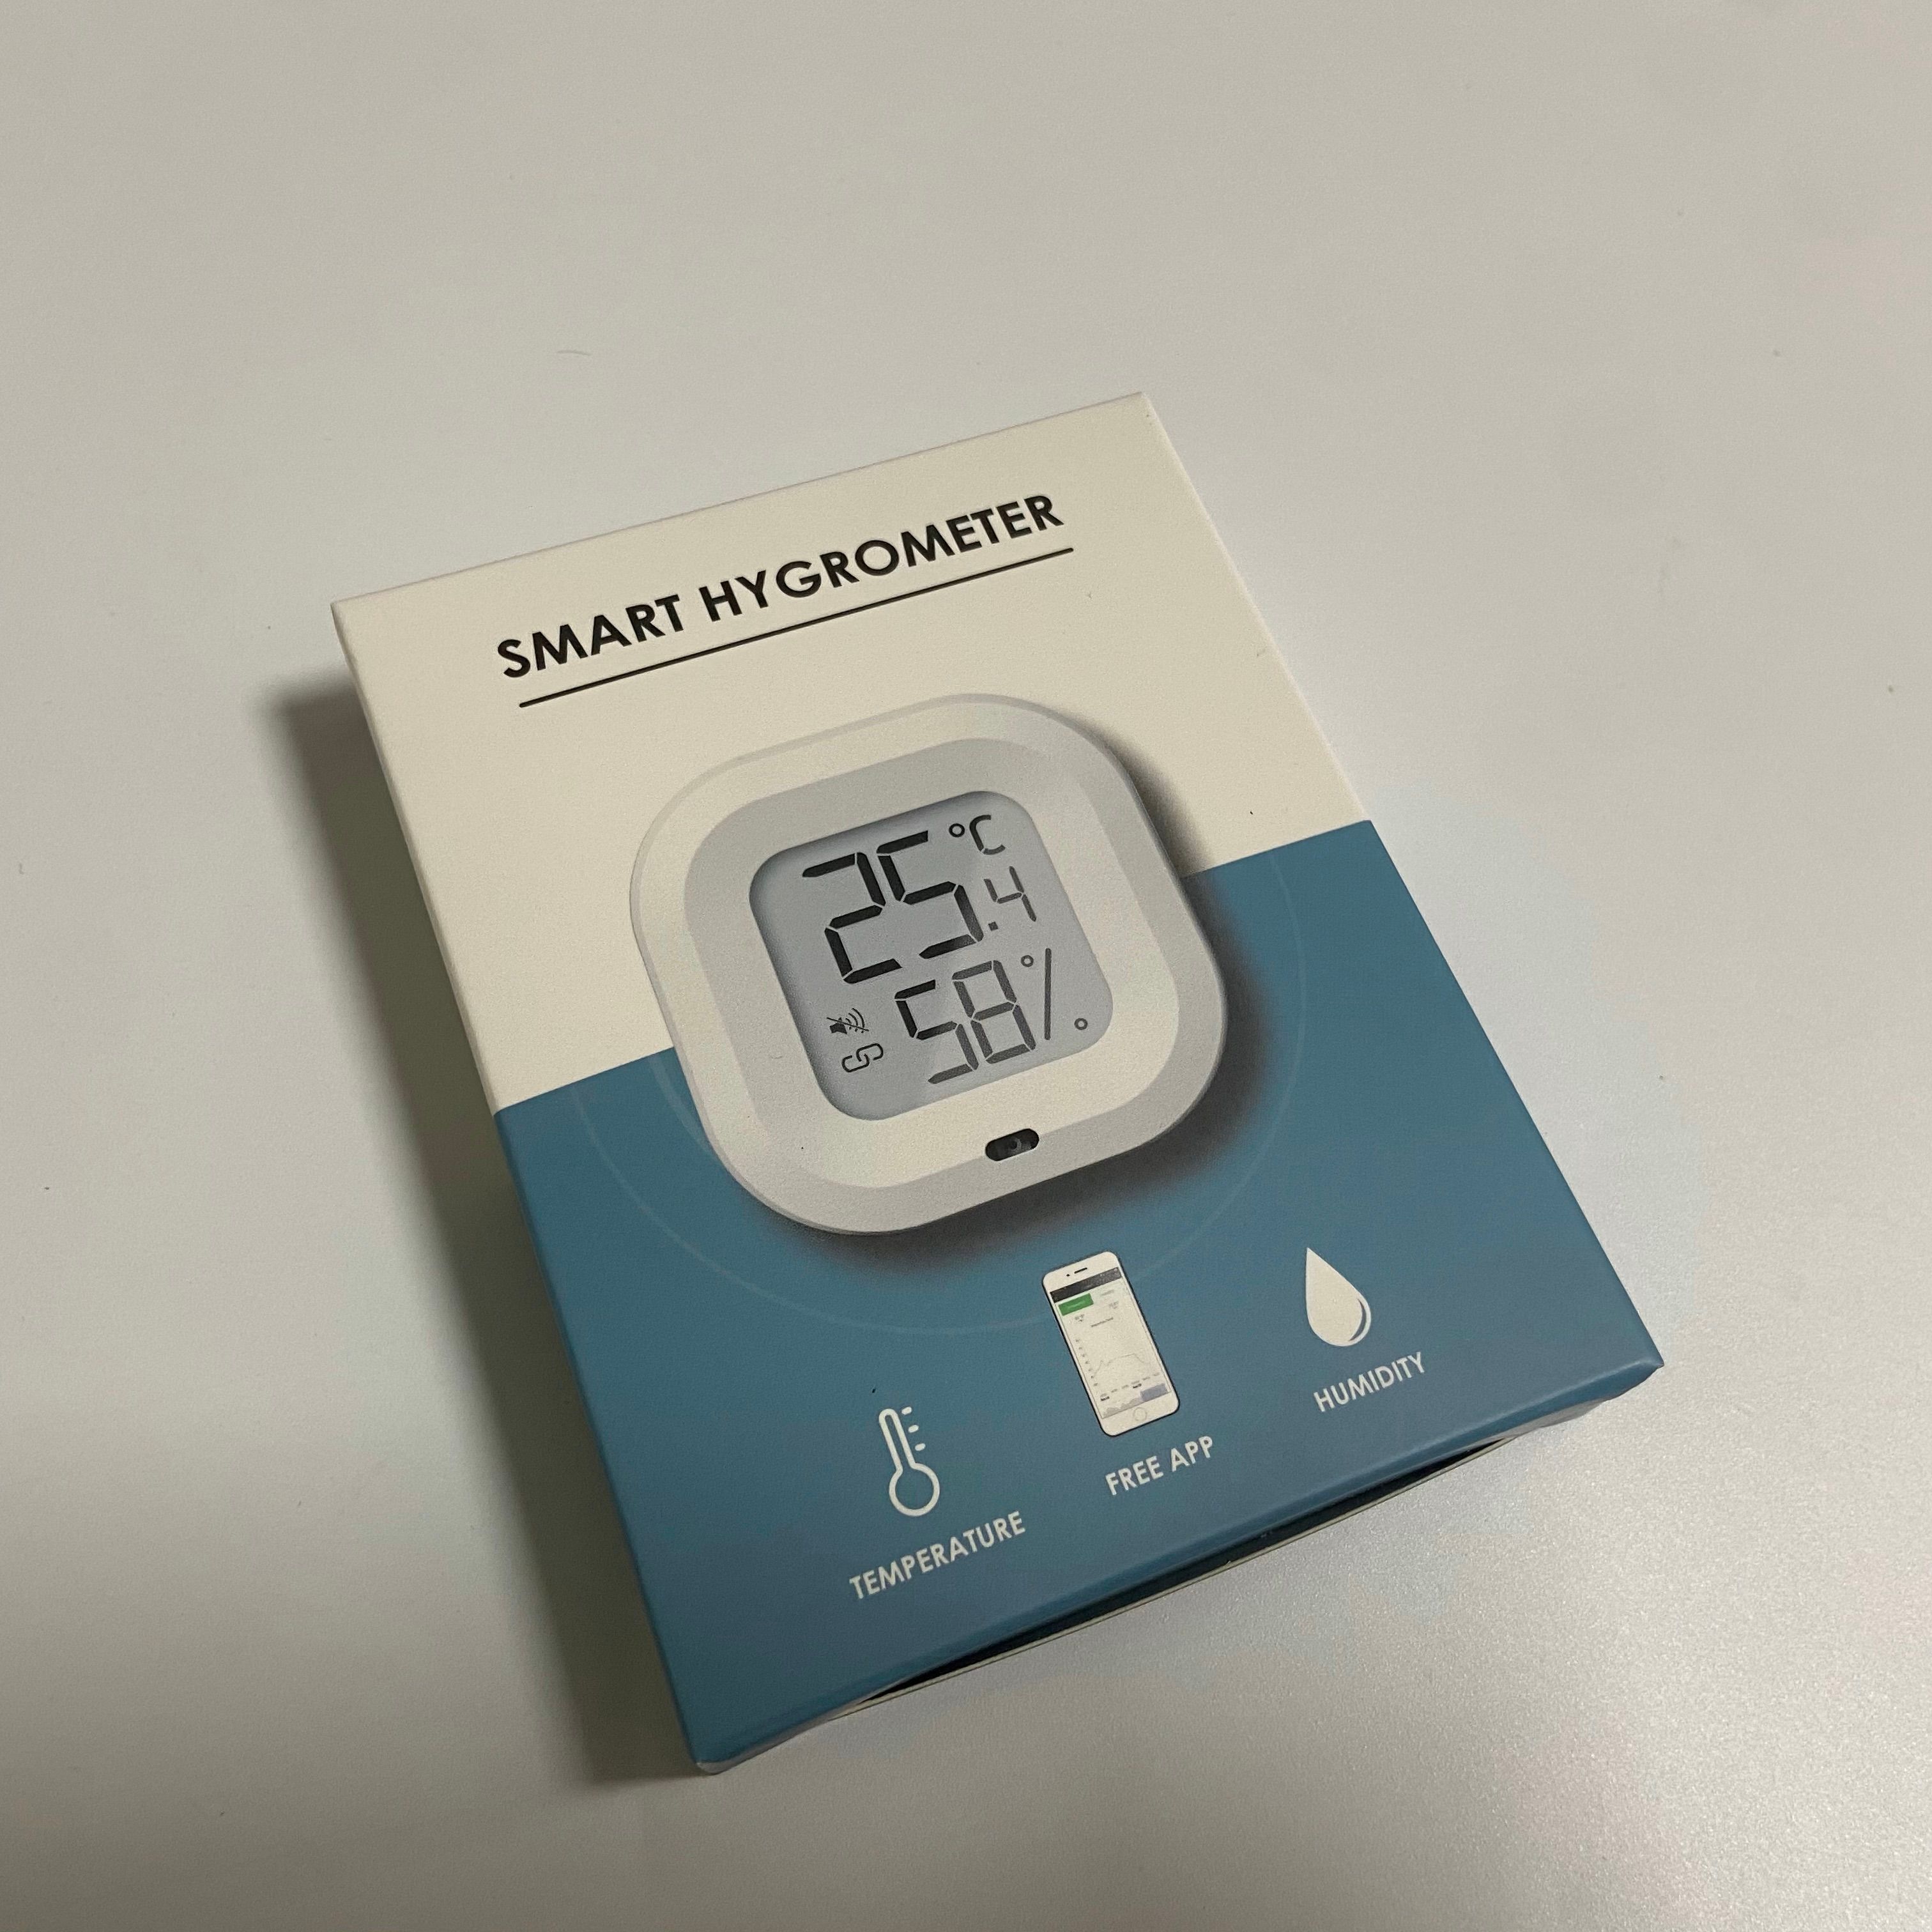 SMART HYGROMETER
25.4 °C
58%
TEMPERATURE
FREE APP
HUMIDITY